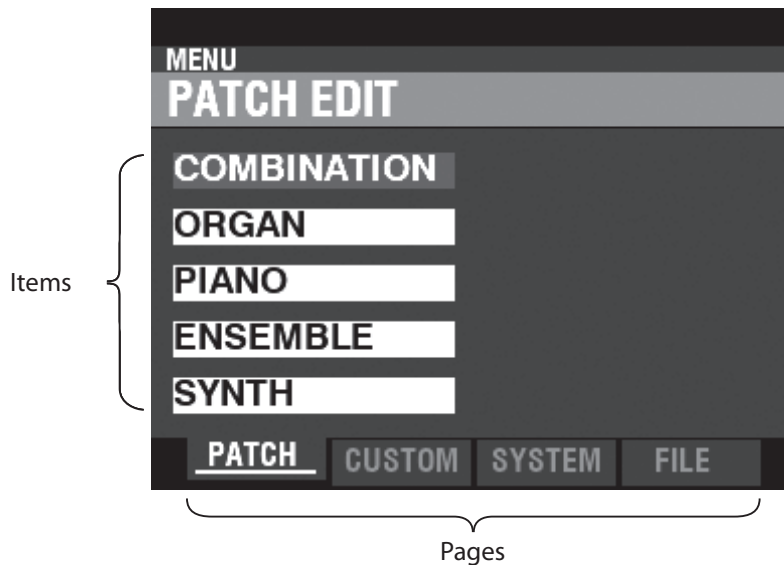 MENU
PATCH EDIT
COMBINATION
ORGAN
Items
PIANO
ENSEMBLE
SYNTH
PATCH CUSTOM SYSTEM FILE
Pages